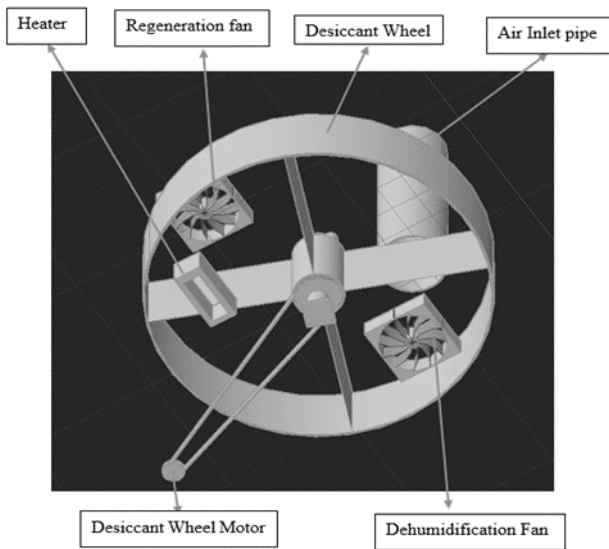 Heater
Regeneration fan
Desiccant Wheel
Air Inlet pipe
Desiccant Wheel Motor
Dehumidification Fan